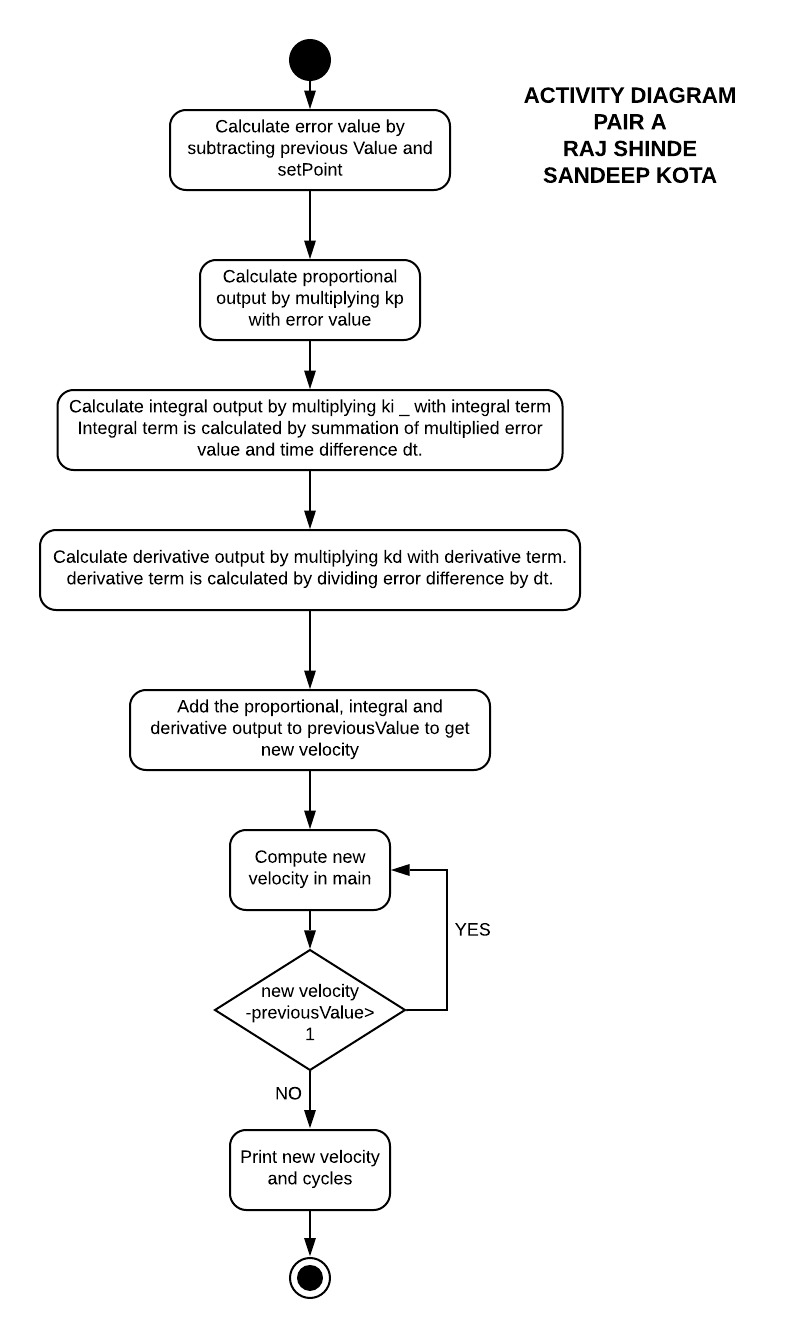 ACTIVITY DIAGRAM
PAIR A
RAJ SHINDE
SANDEEP KOTA
Calculate error value by
subtracting previous Value and
setPoint
Calculate proportional
output by multiplying kp
with error value
Calculate integral output by multiplying ki _ with integral term
Integral term is calculated by summation of multiplied error
value and time difference dt.
Calculate derivative output by multiplying kd with derivative term.
derivative term is calculated by dividing error difference by dt.
Add the proportional, integral and
derivative output to previousValue to get
new velocity
Compute new
velocity in main
YES
new velocity
-previousValue>
1
NO
Print new velocity
and cycles